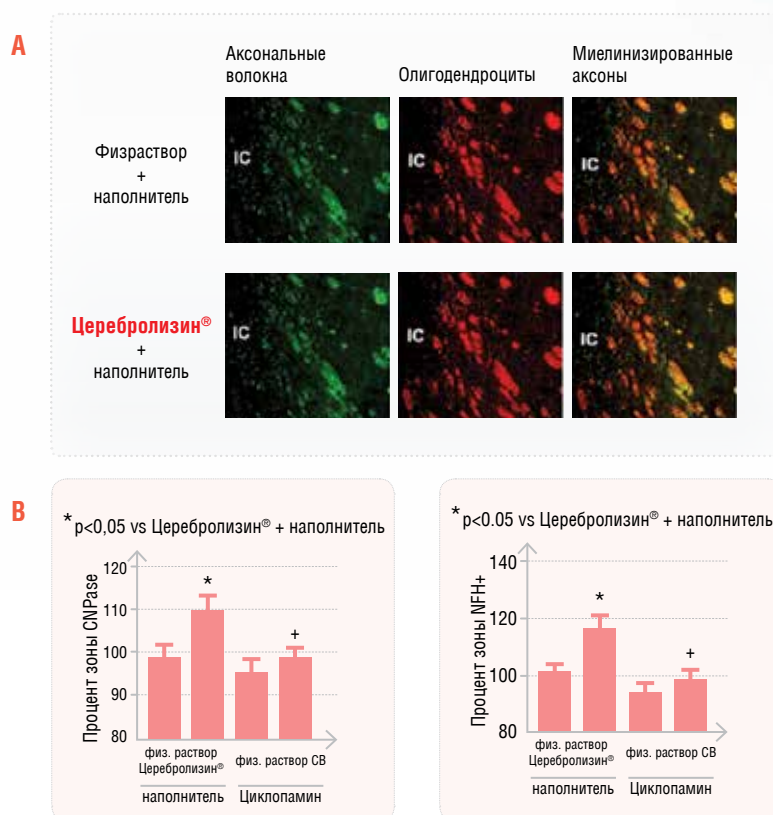 A
Аксональные
волокна
Олигодендроциты
Миелинизированные
аксоны
Физраствор
+
наполнитель
IC
IC
IC
Церебролизин®
+
наполнитель
IC
IC
IC
B
*p<0,05 vs Церебролизин® + наполнитель
Процент зоны CNPase
120
110
100
90
80
*
+
физ. раствор
Церебролизин®
физ. раствор СВ
наполнитель
Циклопамин
*p<0.05 vs Церебролизин® + наполнитель
Процент зоны NFH+
140
120
100
80
*
+
физ. раствор
Церебролизин®
физ. раствор СВ
наполнитель
Циклопамин